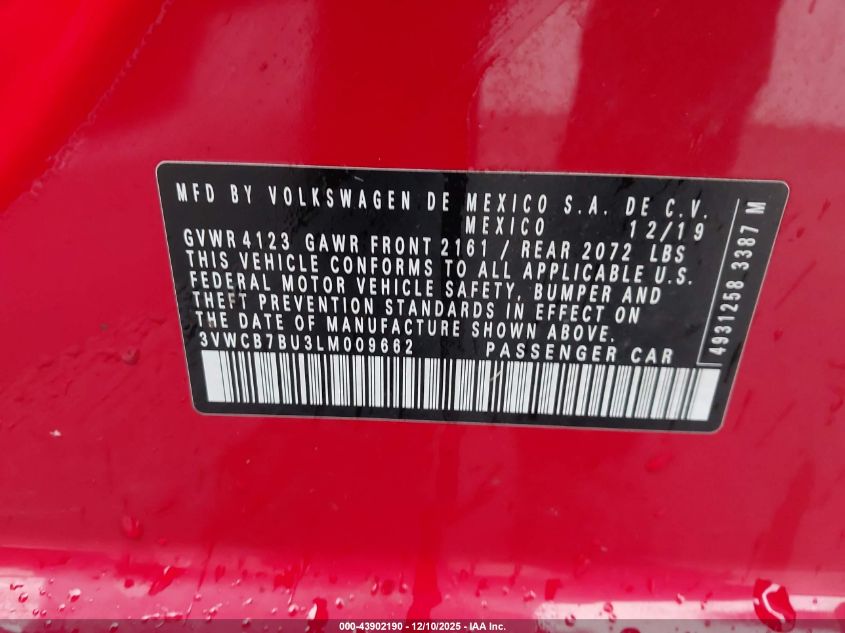 MFD BY VOLKSWAGEN DE MEXICO S.A. DE C.V.
MEXICO 12/19
GVWR 4123 GAWR FRONT 2161 / REAR 2072 LBS
THIS VEHICLE CONFORMS TO ALL APPLICABLE U.S.
FEDERAL MOTOR VEHICLE SAFETY, BUMPER AND
THEFT PREVENTION STANDARDS IN EFFECT ON
THE DATE OF MANUFACTURE SHOWN ABOVE.
3VWCB7BU3LM009662 PASSENGER CAR
4931258 3387 M
000-43902190 - 12/10/2025 - IAA Inc.